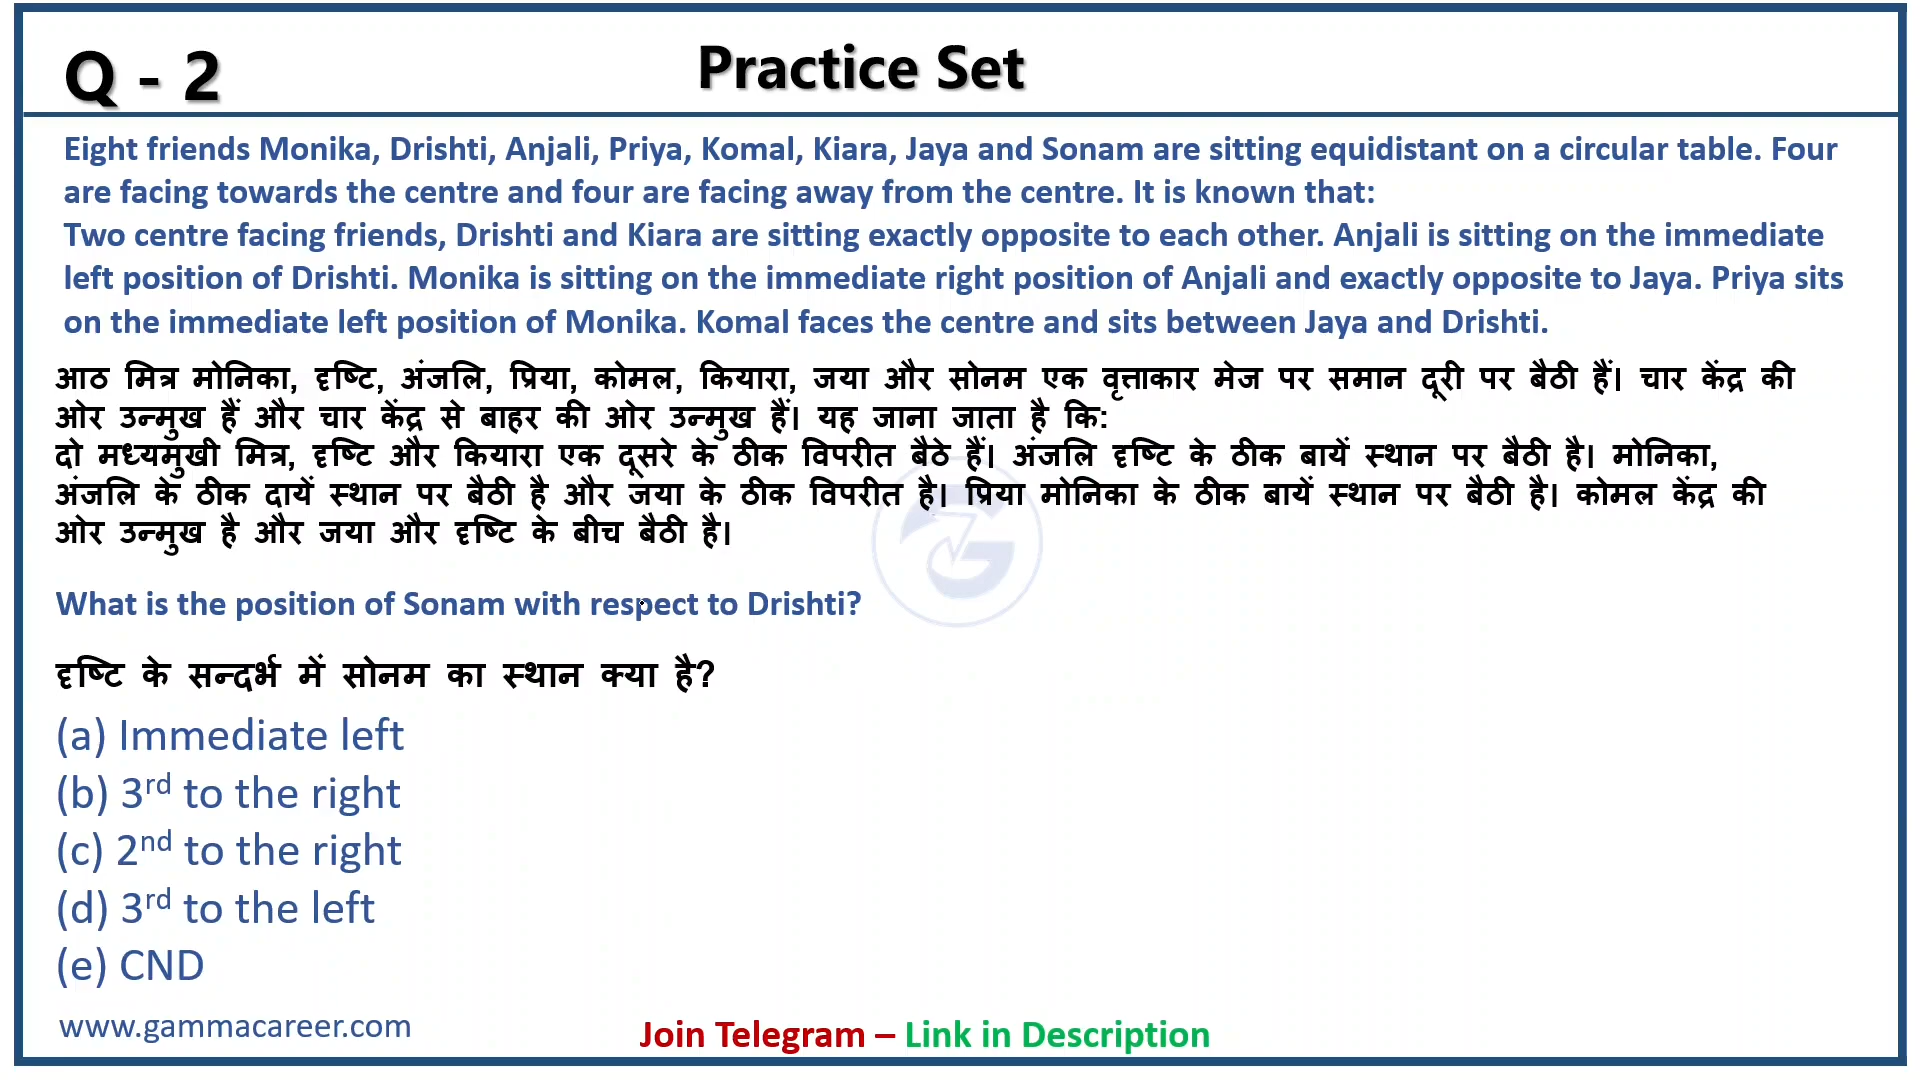 Q - 2
Practice Set
Eight friends Monika, Drishti, Anjali, Priya, Komal, Kiara, Jaya and Sonam are sitting equidistant on a circular table. Four
are facing towards the centre and four are facing away from the centre. It is known that:
Two centre facing friends, Drishti and Kiara are sitting exactly opposite to each other. Anjali is sitting on the immediate
left position of Drishti. Monika is sitting on the immediate right position of Anjali and exactly opposite to Jaya. Priya sits
on the immediate left position of Monika. Komal faces the centre and sits between Jaya and Drishti.
आठ मित्र मोनिका, दृष्टि, अंजलि, प्रिया, कोमल, कियारा, जया और सोनम एक वृत्ताकार मेज पर समान दूरी पर बैठी हैं। चार केंद्र की
ओर उन्मुख हैं और चार केंद्र से बाहर की ओर उन्मुख हैं। यह जाना जाता है कि:
दो मध्यमुखी मित्र, दृष्टि और कियारा एक दूसरे के ठीक विपरीत बैठे हैं। अंजलि दृष्टि के ठीक बायें स्थान पर बैठी है। मोनिका,
अंजलि के ठीक दायें स्थान पर बैठी है और जया के ठीक विपरीत है। प्रिया मोनिका के ठीक बायें स्थान पर बैठी है। कोमल केंद्र की
ओर उन्मुख है और जया और दृष्टि के बीच बैठी है।
What is the position of Sonam with respect to Drishti?
दृष्टि के सन्दर्भ में सोनम का स्थान क्या है?
(a) Immediate left
(b) 3rd to the right
(c) 2nd to the right
(d) 3rd to the left
(e) CND
www.gammacareer.com
Join Telegram – Link in Description